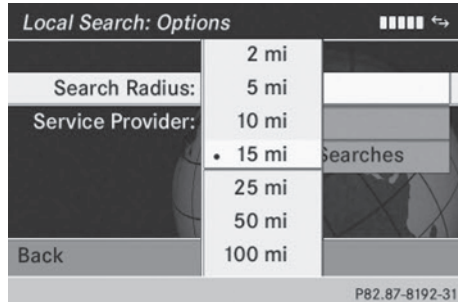 Local Search: Options
2 mi
Search Radius: 5 mi
Service Provider: 10 mi
• 15 mi Searches
25 mi
50 mi
Back 100 mi
P82.87-8192-31